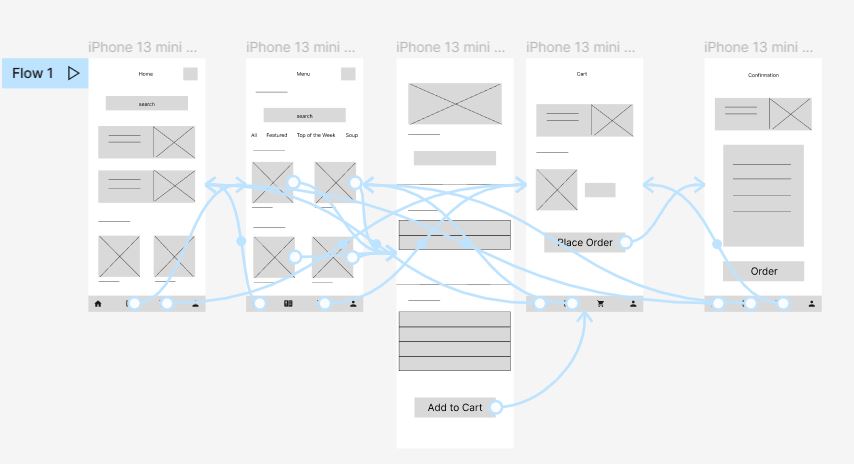 iPhone 13 mini ...
iPhone 13 mini ...
iPhone 13 mini ...
iPhone 13 mini ...
iPhone 13 mini ...
Flow 1
Home
search
Menu
search
All Featured Top of the Week Soup
Add to Cart
Cart
Place Order
Confirmation
Order